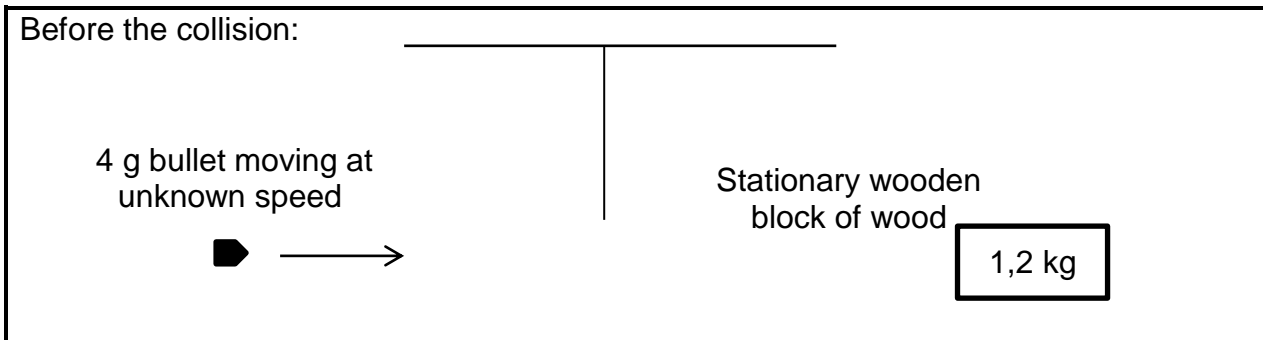 Before the collision:
4 g bullet moving at
unknown speed
Stationary wooden
block of wood
1,2 kg